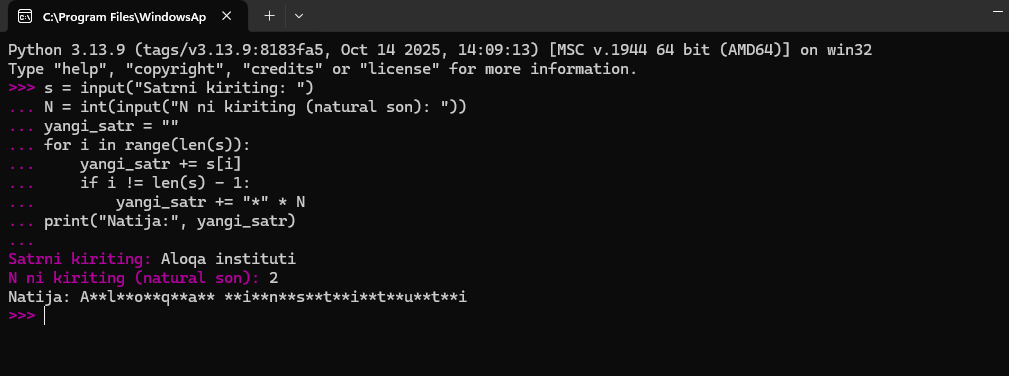 C:\Program Files\WindowsAp
Python 3.13.9 (tags/v3.13.9:8183fa5, Oct 14 2025, 14:09:13) [MSC v.1944 64 bit (AMD64)] on win32
Type "help", "copyright", "credits" or "license" for more information.
>>> s = input("Satrni kiriting: ")
... N = int(input("N ni kiriting (natural son): "))
... yangi_satr = ""
... for i in range(len(s)):
...     yangi_satr += s[i]
...     if i != len(s) - 1:
...         yangi_satr += "*" * N
... print("Natija:", yangi_satr)
...
Satrni kiriting: Aloqa instituti
N ni kiriting (natural son): 2
Natija: A**l**o**q**a** **i**n**s**t**i**t**u**t**i
>>>